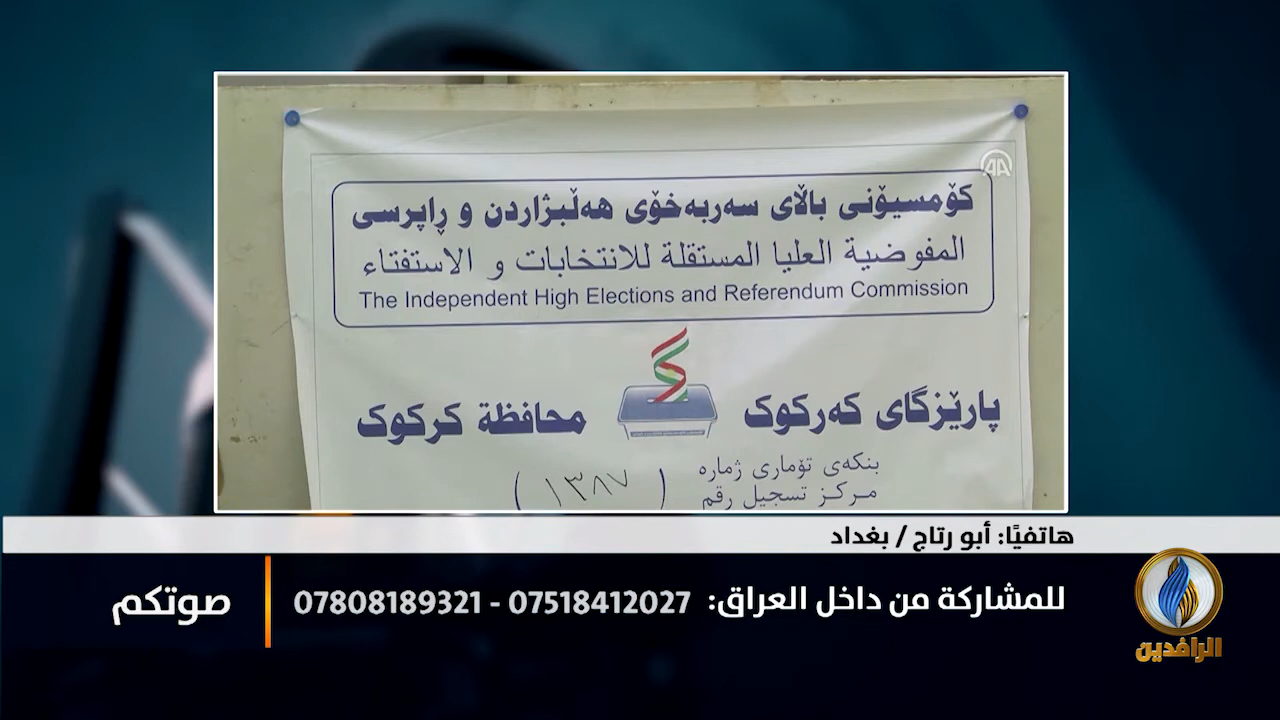 AA
کۆمسیۆنی باڵای سەربەخۆی هەڵبژاردن و ڕاپرسی
المفوضية العليا المستقلة للانتخابات و الاستفتاء
The Independent High Elections and Referendum Commission
پارێزگای کەرکوک محافظة كركوك
بنکەی تۆماری ژمارە
مركز تسجيل رقم (١٣٨٧)
هاتفيًا: أبو رتاج / بغداد
للمشاركة من داخل العراق: 07518412027 - 07808189321
صوتكم
الرافدين